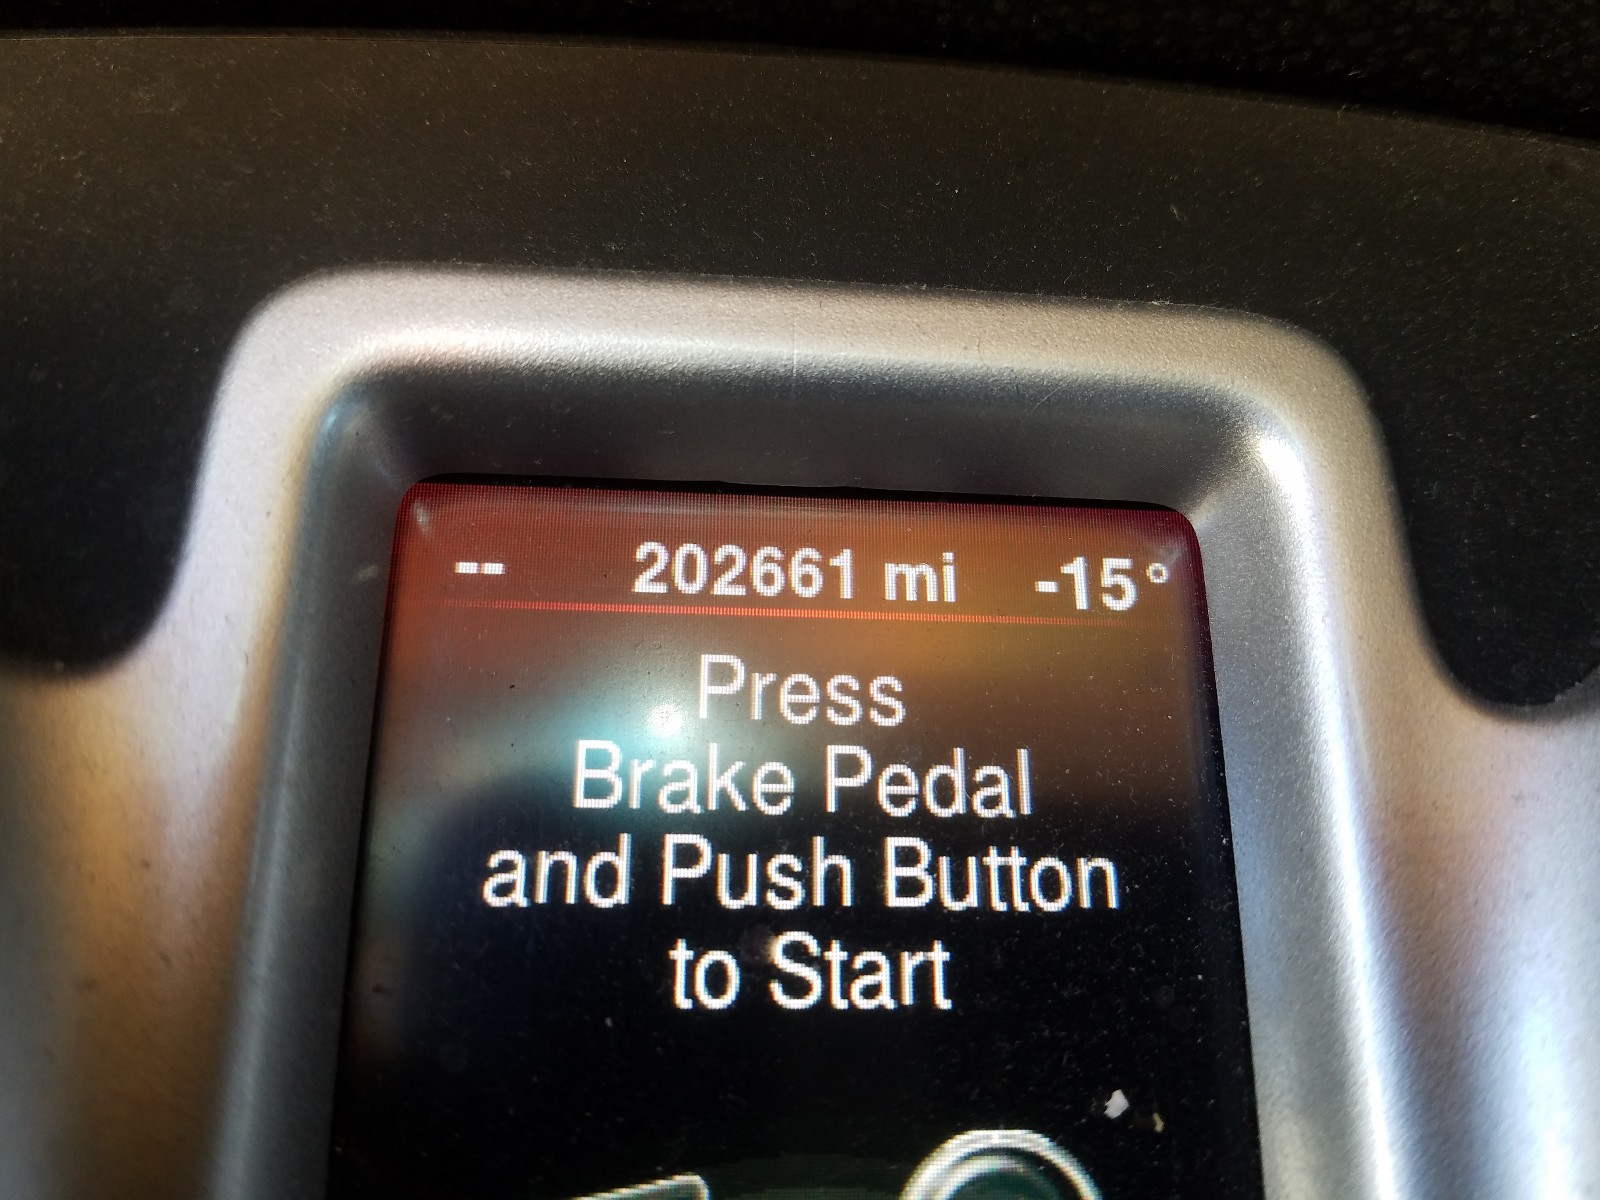 -- 202661 mi -15°
Press
Brake Pedal
and Push Button
to Start